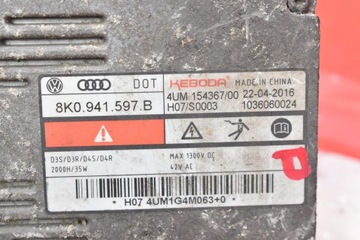 DOT
KEBODA
MADE IN CHINA
8K0.941.597.B
4UM 154367/00 22-04-2016
H07/S0003 1036060024
D3S/D3R/D4S/D4R
2000H/35W
MAX 1300V DC
42V AC
* H07 4UM1G4M063+0 *